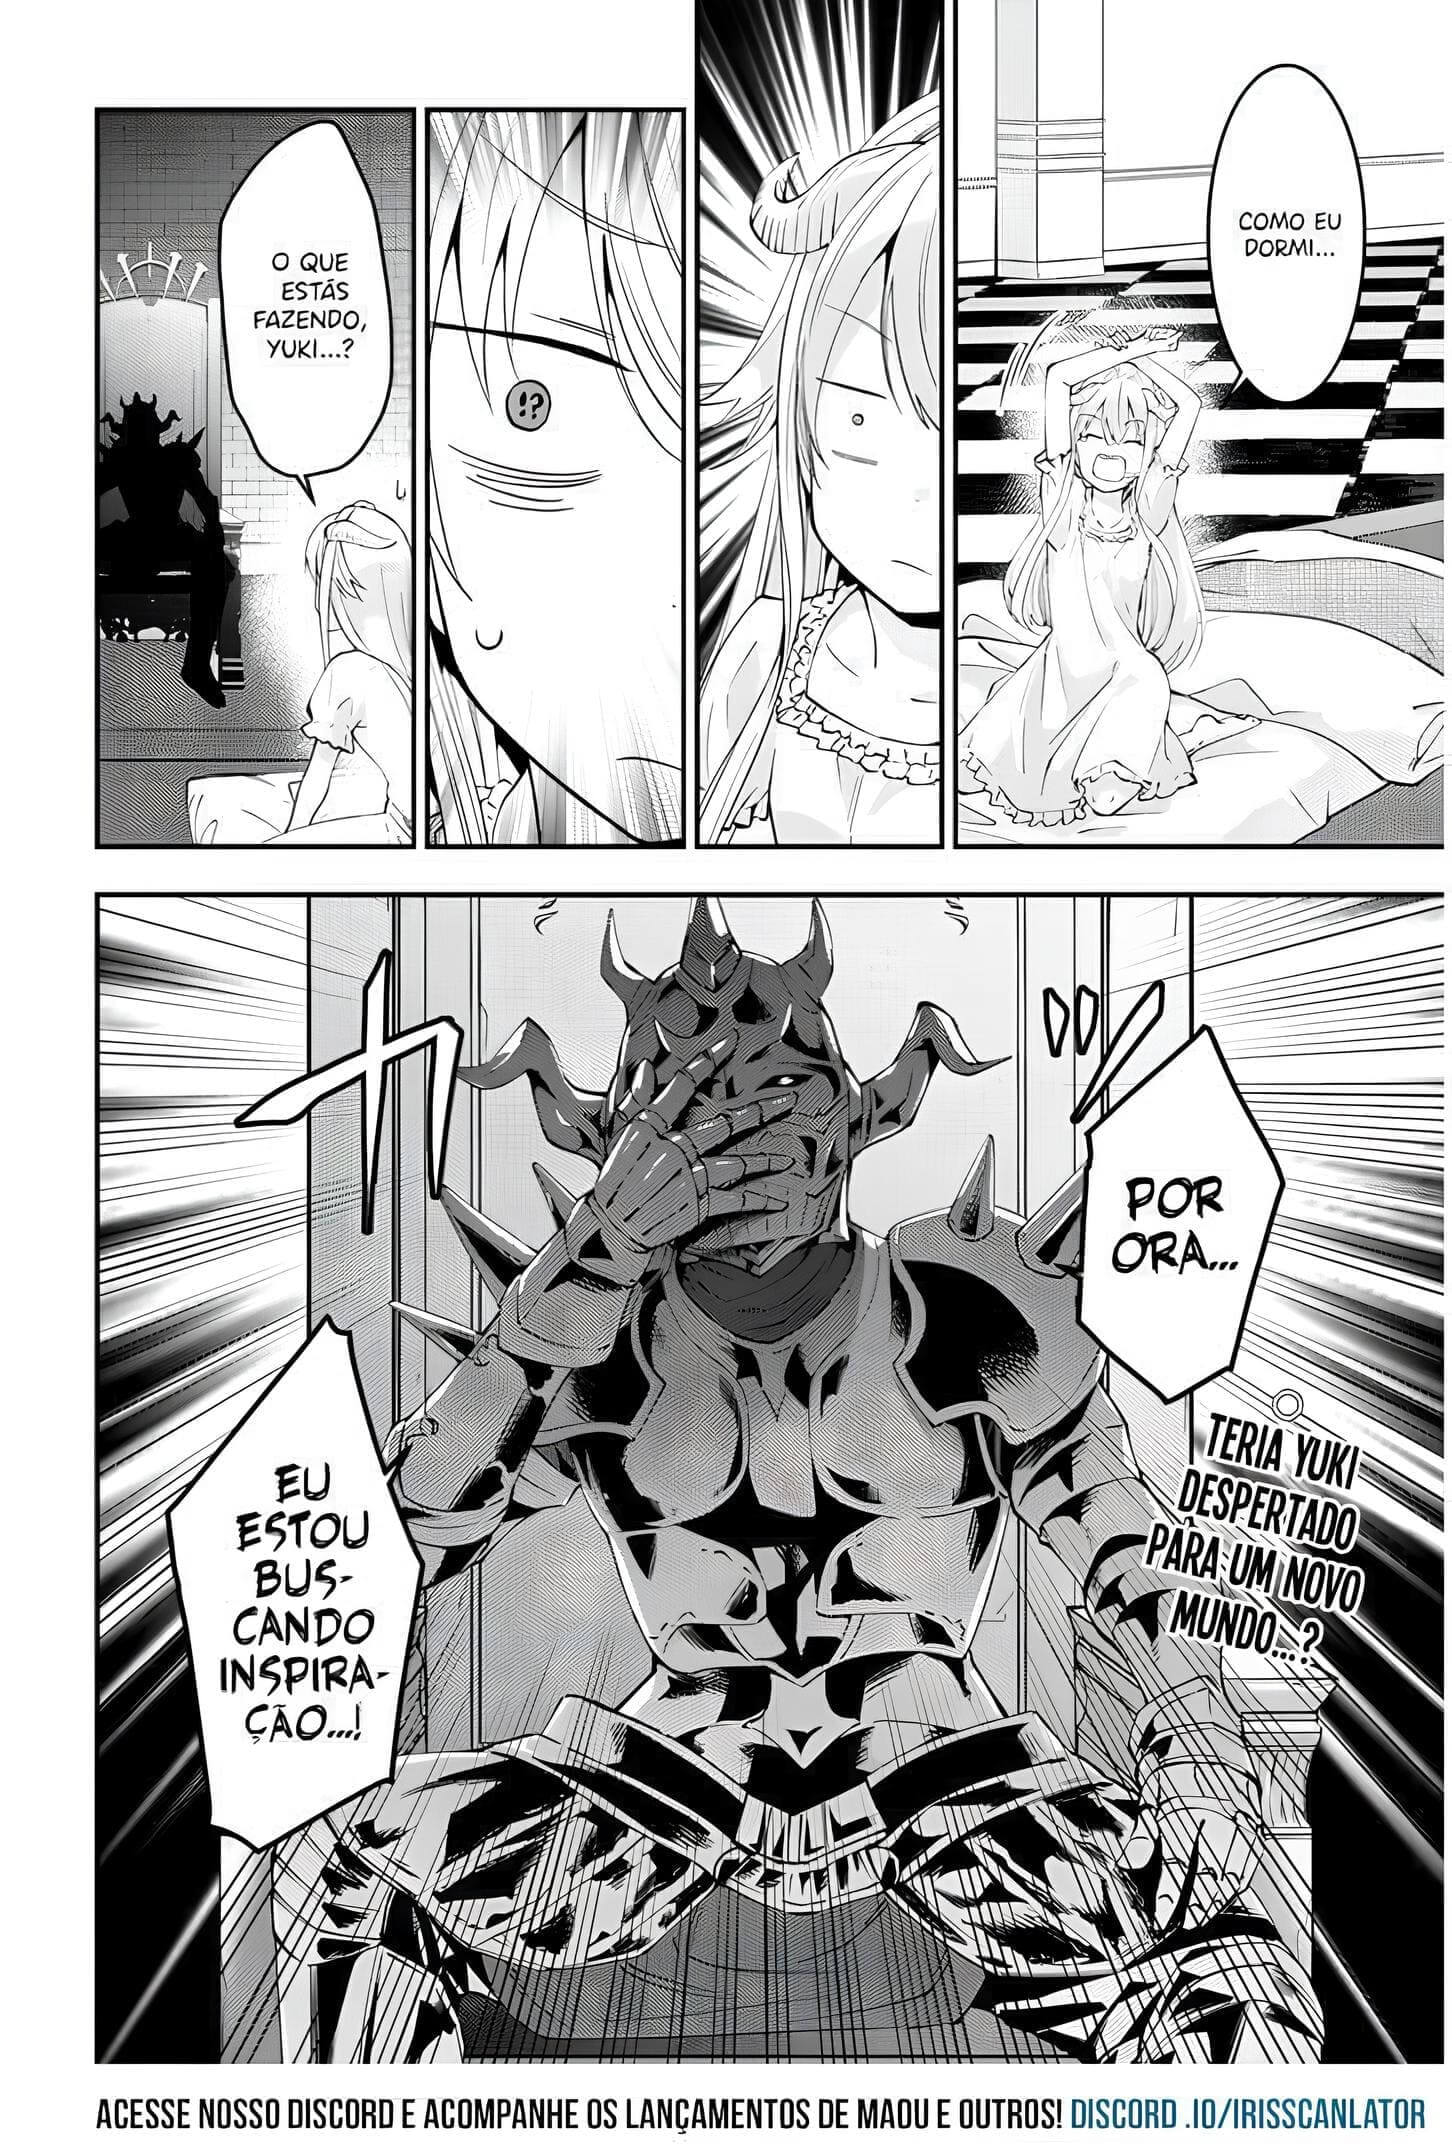 COMO EU
DORMI...
!?
O QUE
ESTÁS
FAZENDO,
YUKI...?
POR
ORA...
TERIA YUKI
DESPERTADO
PARA UM NOVO
MUNDO...?
EU
ESTOU
BUS-
CANDO
INSPIRA-
ÇÃO...!
ACESSE NOSSO DISCORD E ACOMPANHE OS LANÇAMENTOS DE MAOU E OUTROS! DISCORD .IO/IRISSCANLATOR